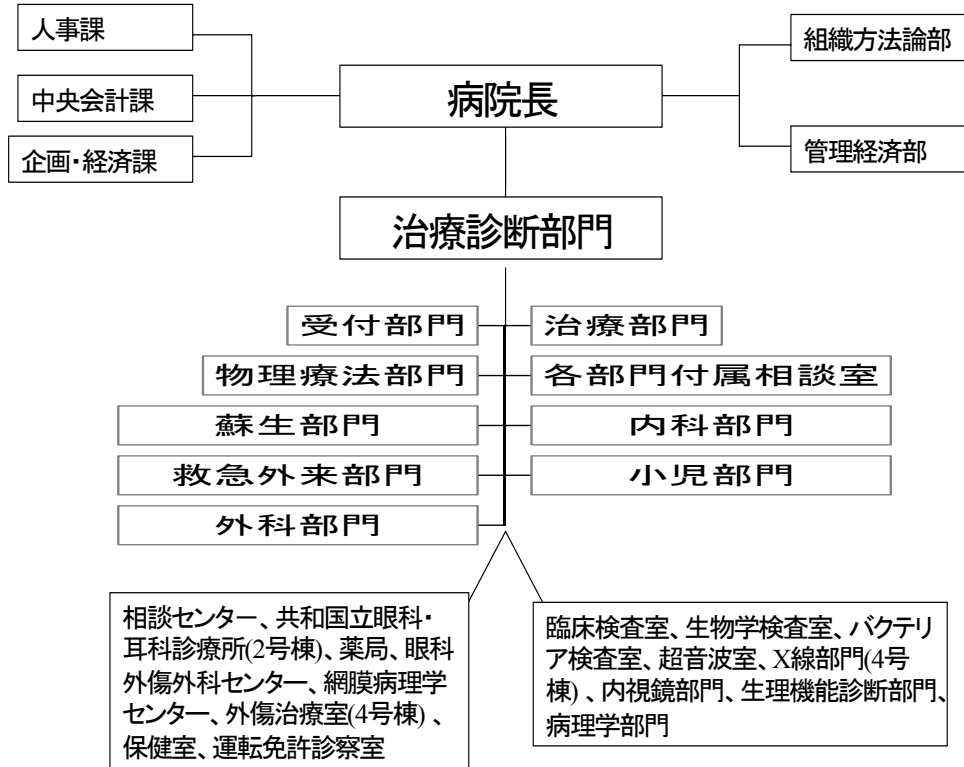 人事課
中央会計課
企画・経済課
病院長
組織方法論部
管理経済部
治療診断部門
受付部門
治療部門
物理療法部門
各部門付属相談室
蘇生部門
内科部門
救急外来部門
小児部門
外科部門
相談センター、共和国立眼科・
耳科診療所(2号棟)、薬局、眼科
外傷外科センター、網膜病理学
センター、外傷治療室(4号棟)、
保健室、運転免許診察室
臨床検査室、生物学検査室、バクテリ
ア検査室、超音波室、X線部門(4号
棟)、内視鏡部門、生理機能診断部門、
病理学部門